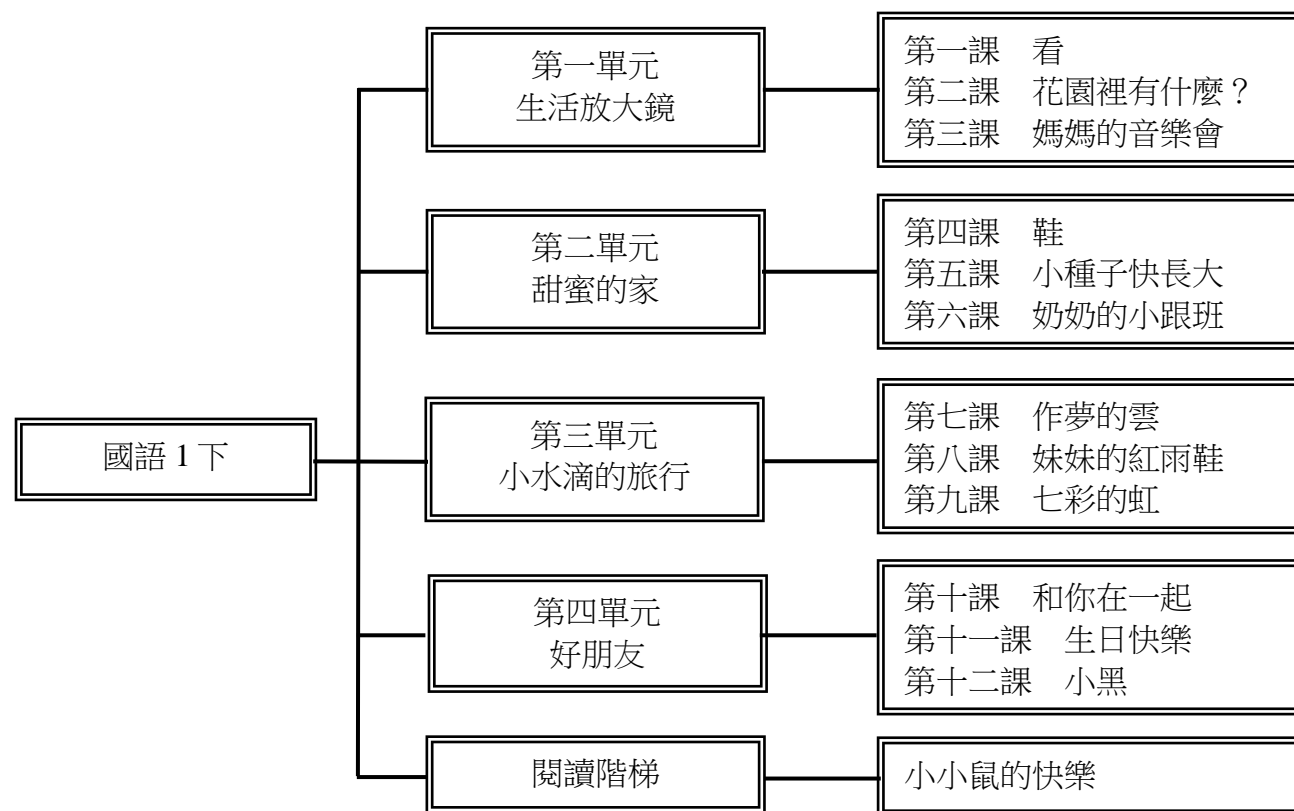 國語 1 下
第一單元
生活放大鏡
第一課　看
第二課　花園裡有什麼？
第三課　媽媽的音樂會
第二單元
甜蜜的家
第四課　鞋
第五課　小種子快長大
第六課　奶奶的小跟班
第三單元
小水滴的旅行
第七課　作夢的雲
第八課　妹妹的紅雨鞋
第九課　七彩的虹
第四單元
好朋友
第十課　和你在一起
第十一課　生日快樂
第十二課　小黑
閱讀階梯
小小鼠的快樂